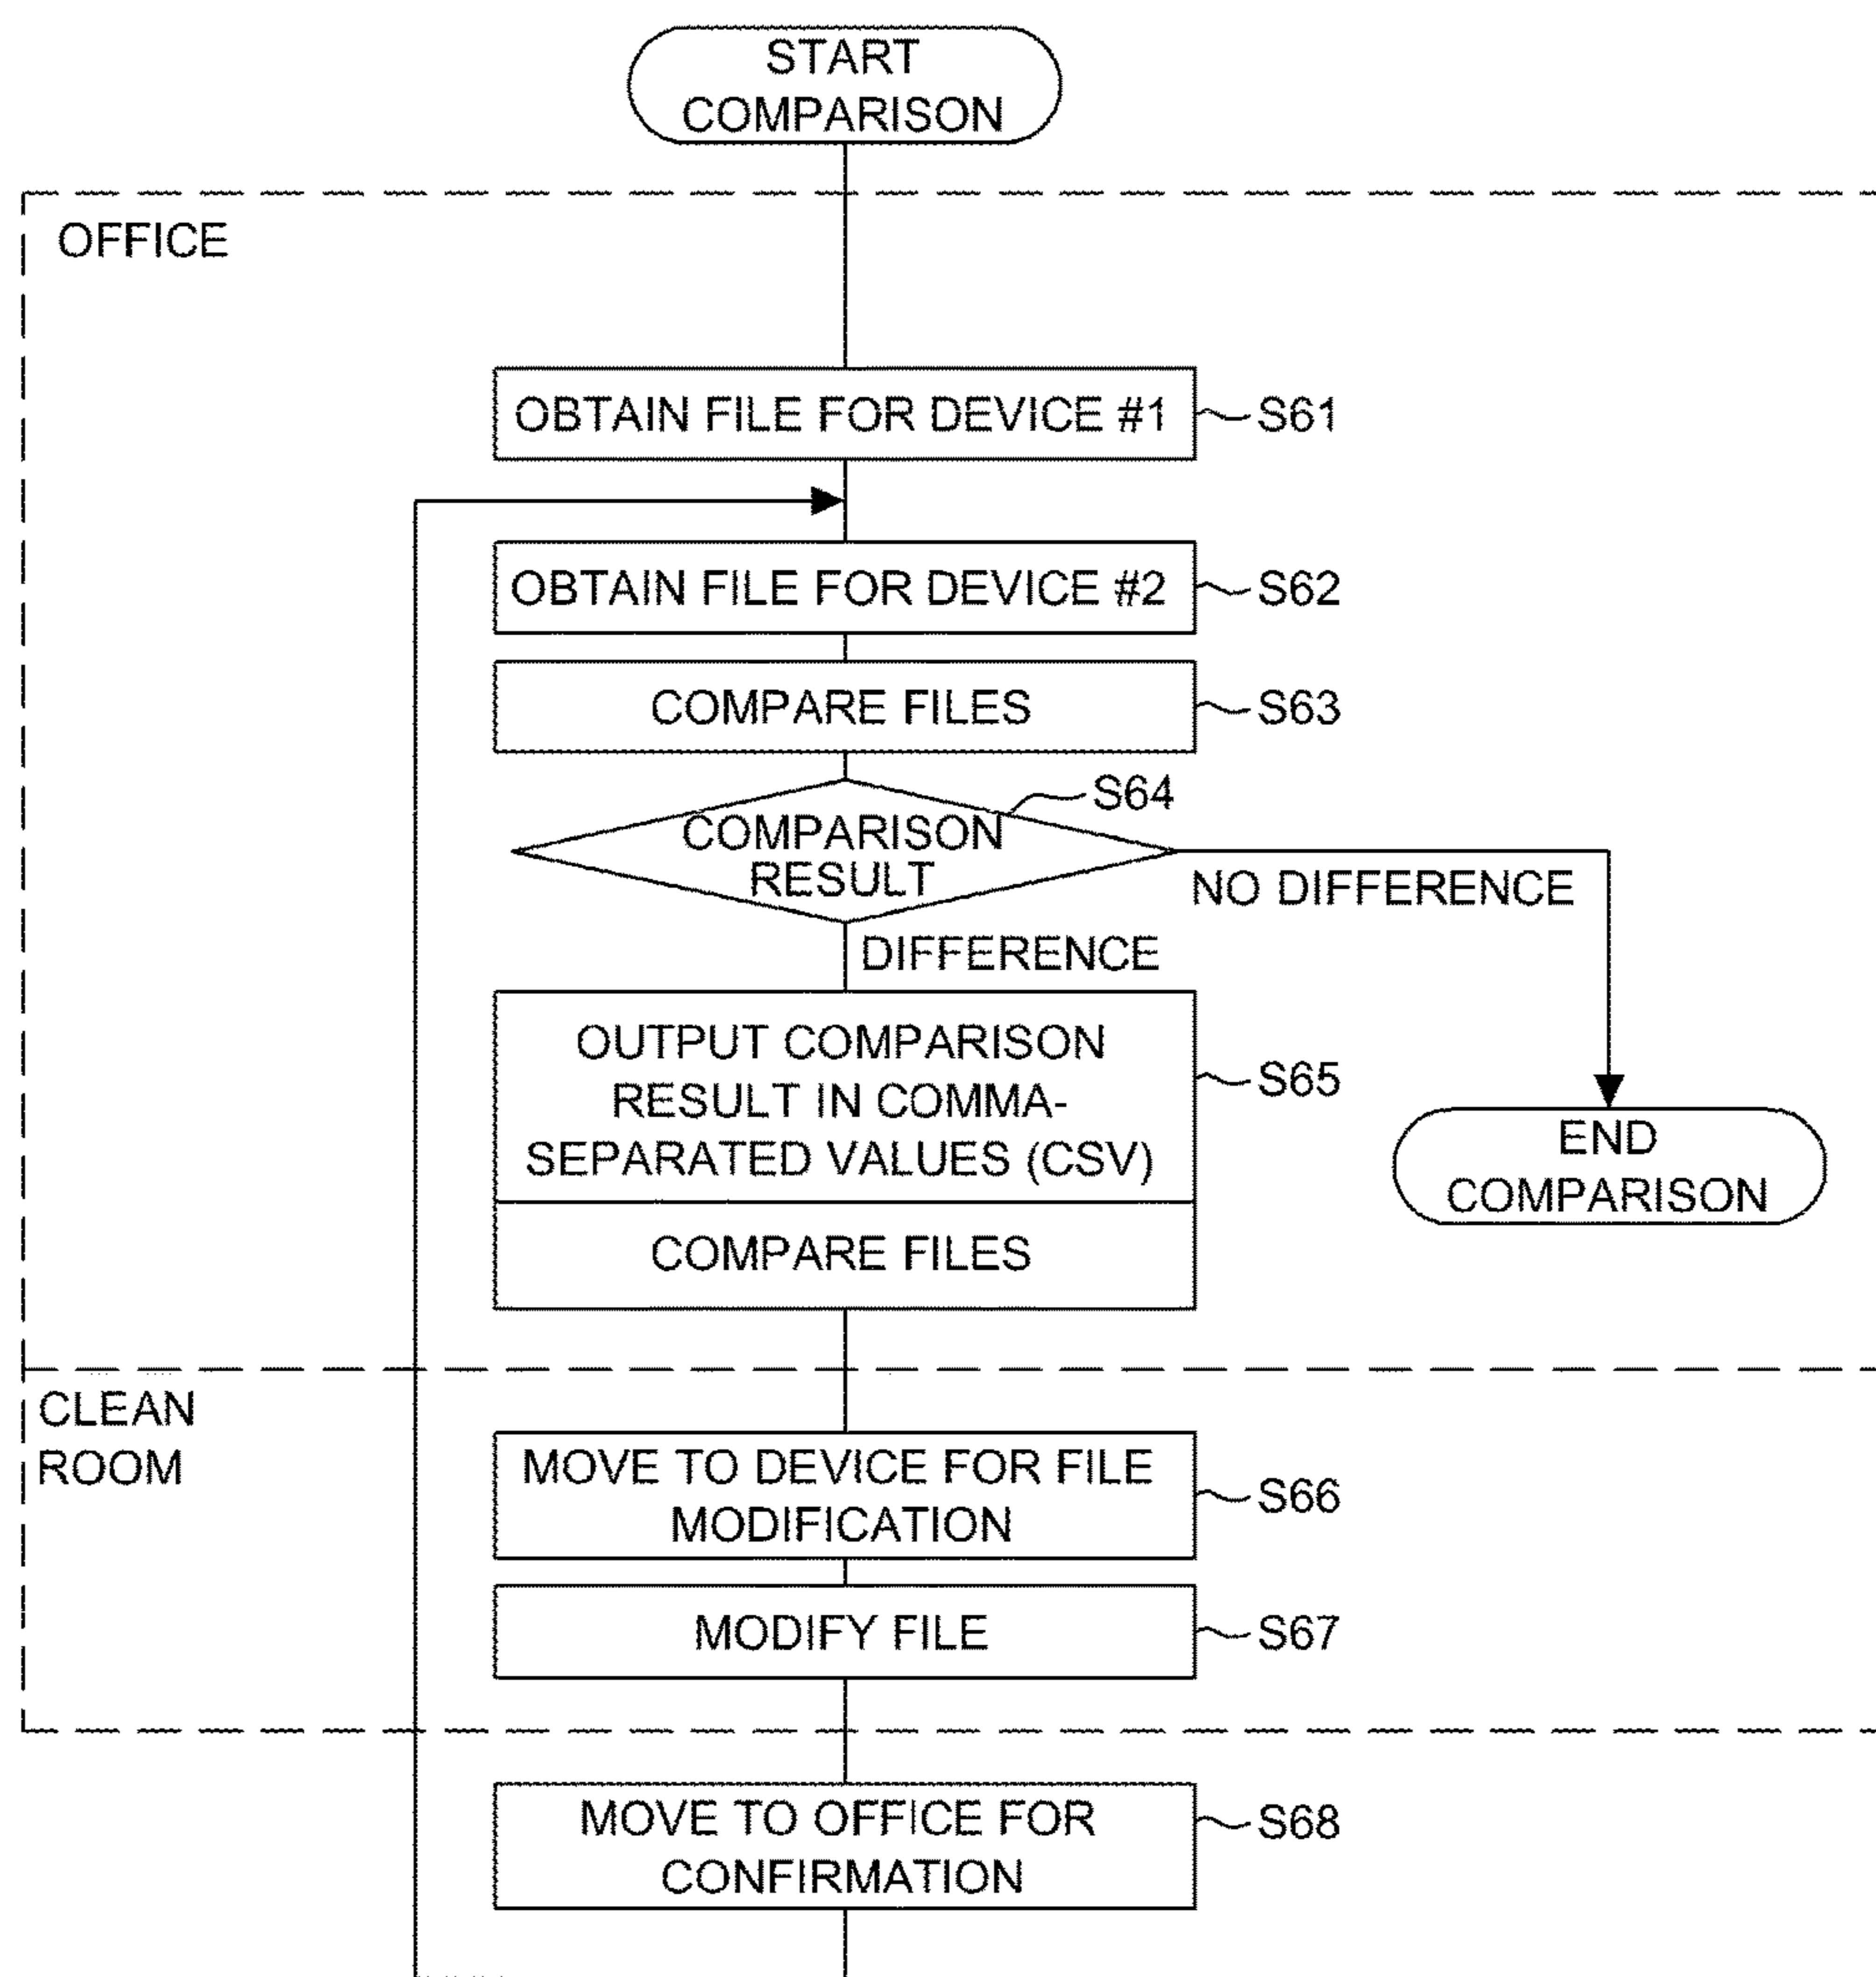 START
COMPARISON
OFFICE
OBTAIN FILE FOR DEVICE #1
S61
OBTAIN FILE FOR DEVICE #2
S62
COMPARE FILES
S63
S64
COMPARISON
RESULT
NO DIFFERENCE
DIFFERENCE
OUTPUT COMPARISON
RESULT IN COMMA-
SEPARATED VALUES (CSV)
S65
COMPARE FILES
END
COMPARISON
CLEAN
ROOM
MOVE TO DEVICE FOR FILE
MODIFICATION
S66
MODIFY FILE
S67
MOVE TO OFFICE FOR
CONFIRMATION
S68